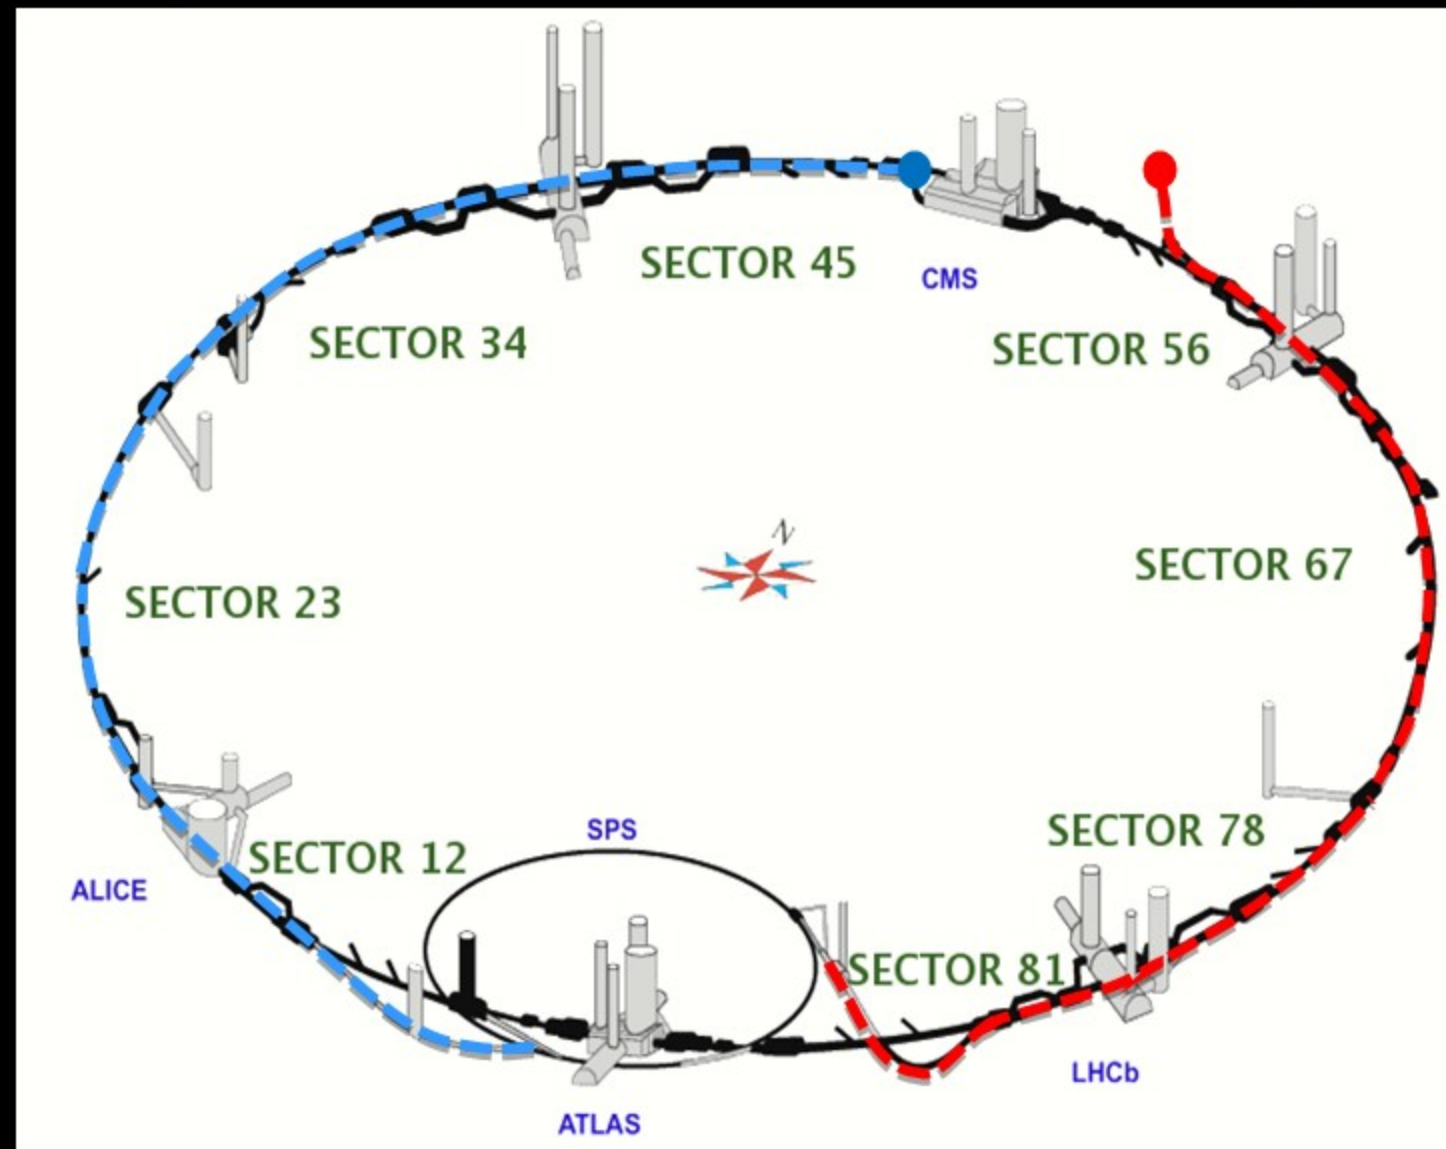 SECTOR 45
CMS
SECTOR 34
SECTOR 56
N
SECTOR 67
SECTOR 23
SPS
SECTOR 78
SECTOR 12
ALICE
SECTOR 81
LHCb
ATLAS